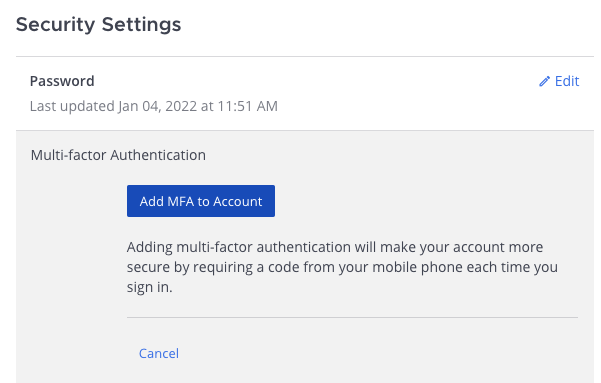 Security Settings
Password
Edit
Last updated Jan 04, 2022 at 11:51 AM
Multi-factor Authentication
Add MFA to Account
Adding multi-factor authentication will make your account more
secure by requiring a code from your mobile phone each time you
sign in.
Cancel